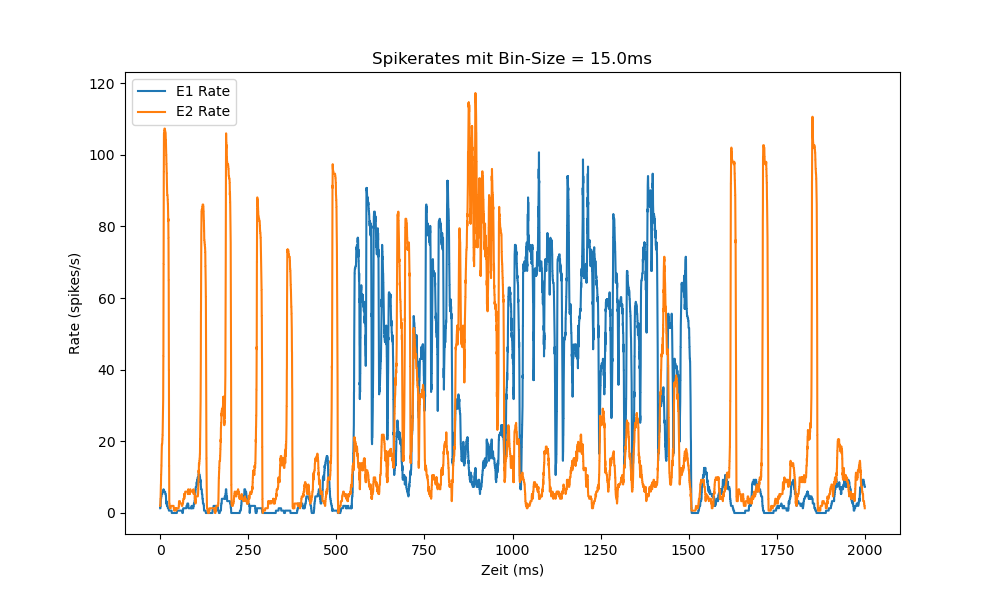 Spikerates mit Bin-Size = 15.0ms
E1 Rate
E2 Rate
Rate (spikes/s)
120
100
80
60
40
20
0
0 250 500 750 1000 1250 1500 1750 2000
Zeit (ms)